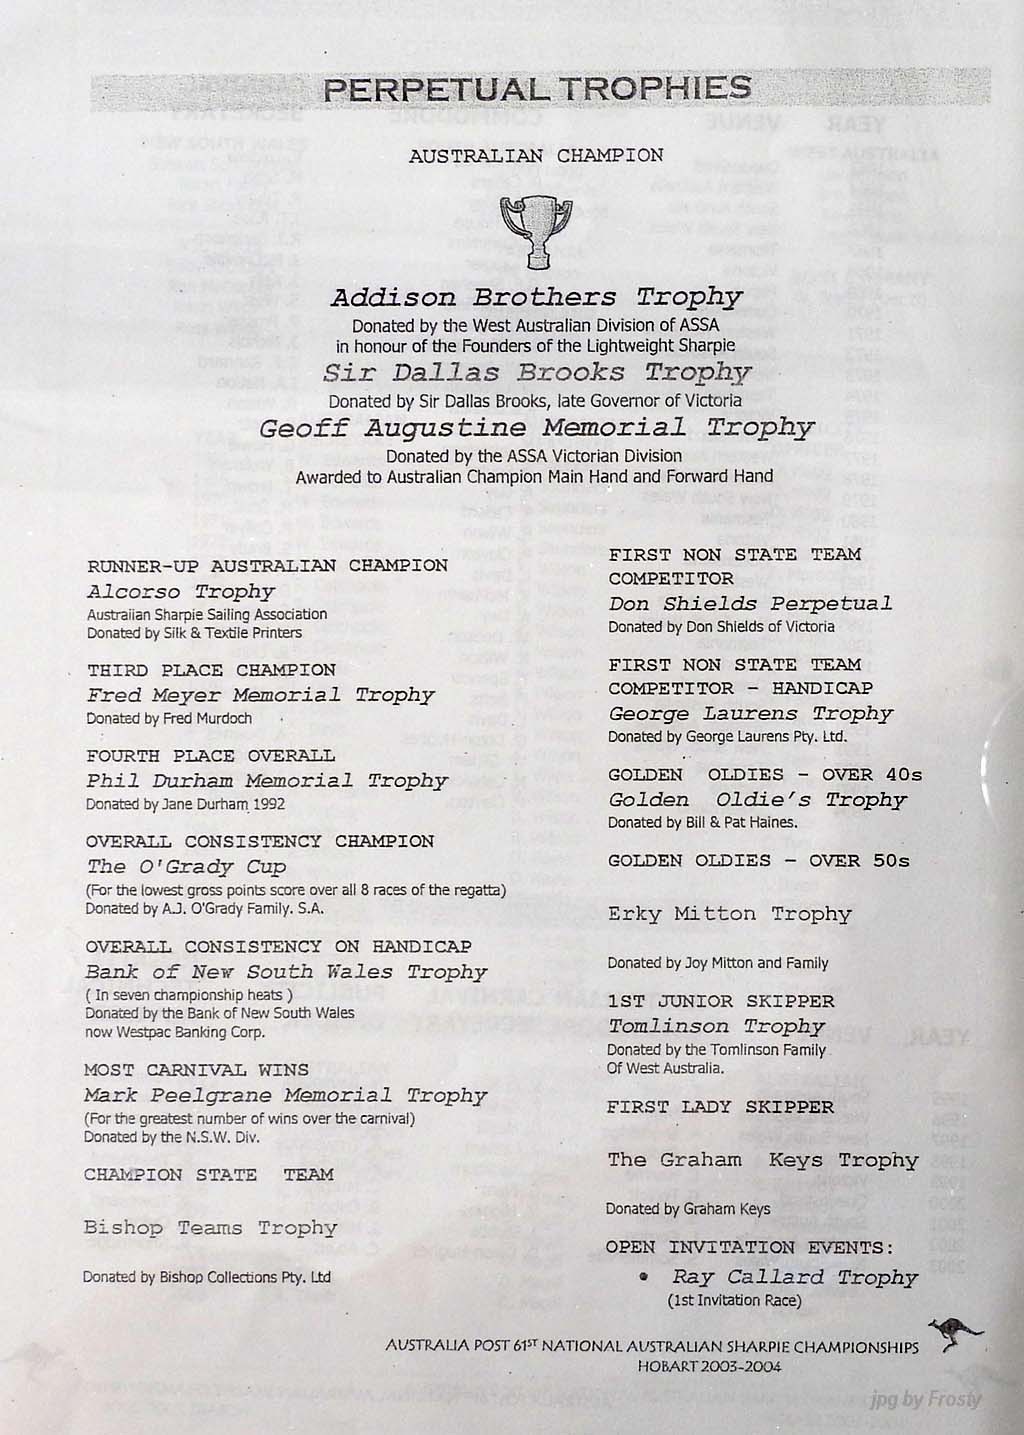 PERPETUAL TROPHIES
AUSTRALIAN CHAMPION
Addison Brothers Trophy
Donated by the West Australian Division of ASSA
in honour of the Founders of the Lightweight Sharpie
Sir Dallas Brooks Trophy
Donated by Sir Dallas Brooks, late Governor of Victoria
Geoff Augustine Memorial Trophy
Donated by the ASSA Victorian Division
Awarded to Australian Champion Main Hand and Forward Hand
RUNNER-UP AUSTRALIAN CHAMPION
Alcorso Trophy
Australian Sharpie Sailing Association
Donated by Silk & Textile Printers
THIRD PLACE CHAMPION
Fred Meyer Memorial Trophy
Donated by Fred Murdoch
FOURTH PLACE OVERALL
Phil Durham Memorial Trophy
Donated by Jane Durham 1992
OVERALL CONSISTENCY CHAMPION
The O'Grady Cup
(For the lowest gross points score over all 8 races of the regatta)
Donated by A.J. O'Grady Family. S.A.
OVERALL CONSISTENCY ON HANDICAP
Bank of New South Wales Trophy
( In seven championship heats )
Donated by the Bank of New South Wales
now Westpac Banking Corp.
MOST CARNIVAL WINS
Mark Peelgrane Memorial Trophy
(For the greatest number of wins over the carnival)
Donated by the N.S.W. Div.
CHAMPION STATE TEAM
Bishop Teams Trophy
Donated by Bishop Collections Pty. Ltd
FIRST NON STATE TEAM
COMPETITOR
Don Shields Perpetual
Donated by Don Shields of Victoria
FIRST NON STATE TEAM
COMPETITOR - HANDICAP
George Laurens Trophy
Donated by George Laurens Pty. Ltd.
GOLDEN OLDIES - OVER 40s
Golden Oldie's Trophy
Donated by Bill & Pat Haines.
GOLDEN OLDIES - OVER 50s
Erky Mitton Trophy
Donated by Joy Mitton and Family
1ST JUNIOR SKIPPER
Tomlinson Trophy
Donated by the Tomlinson Family
Of West Australia.
FIRST LADY SKIPPER
The Graham Keys Trophy
Donated by Graham Keys
OPEN INVITATION EVENTS:
• Ray Callard Trophy
(1st Invitation Race)
AUSTRALIA POST 61ST NATIONAL AUSTRALIAN SHARPIE CHAMPIONSHIPS
HOBART 2003-2004
jpg by Frosty